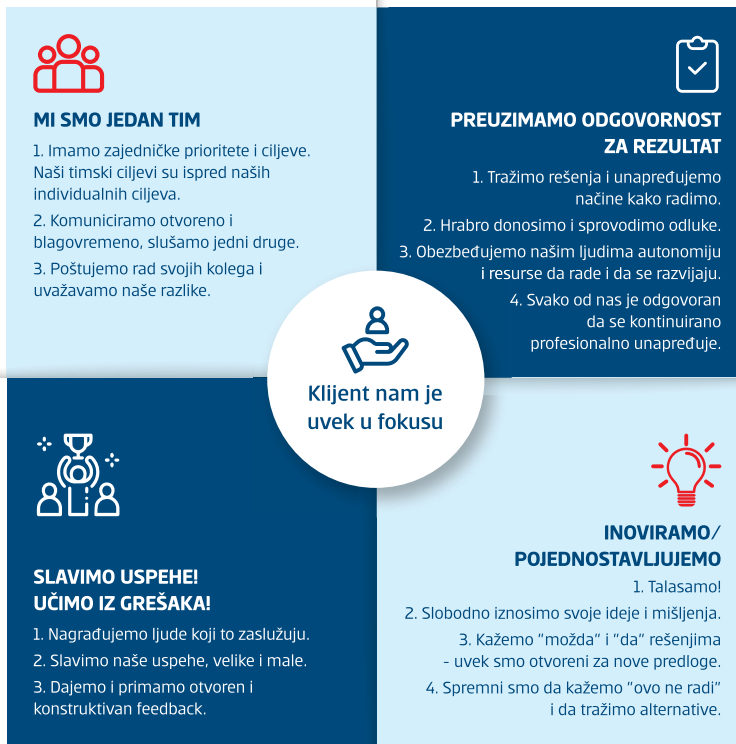 MI SMO JEDAN TIM
1. Imamo zajedničke prioritete i ciljeve.
Naši timski ciljevi su ispred naših
individualnih ciljeva.
2. Komuniciramo otvoreno i
blagovremeno, slušamo jedni druge.
3. Poštujemo rad svojih kolega i
uvažavamo naše razlike.
PREUZIMAMO ODGOVORNOST
ZA REZULTAT
1. Tražimo rešenja i unapređujemo
načine kako radimo.
2. Hrabro donosimo i sprovodimo odluke.
3. Obezbeđujemo našim ljudima autonomiju
i resurse da rade i da se razvijaju.
4. Svako od nas je odgovoran
da se kontinuirano
profesionalno unapređuje.
Klijent nam je
uvek u fokusu
SLAVIMO USPEHE!
UČIMO IZ GREŠAKA!
1. Nagrađujemo ljude koji to zaslužuju.
2. Slavimo naše uspehe, velike i male.
3. Dajemo i primamo otvoren i
konstruktivan feedback.
INOVIRAMO/
POJEDNOSTAVLJUJEMO
1. Talasamo!
2. Slobodno iznosimo svoje ideje i mišljenja.
3. Kažemo "možda" i "da" rešenjima
- uvek smo otvoreni za nove predloge.
4. Spremni smo da kažemo "ovo ne radi"
i da tražimo alternative.